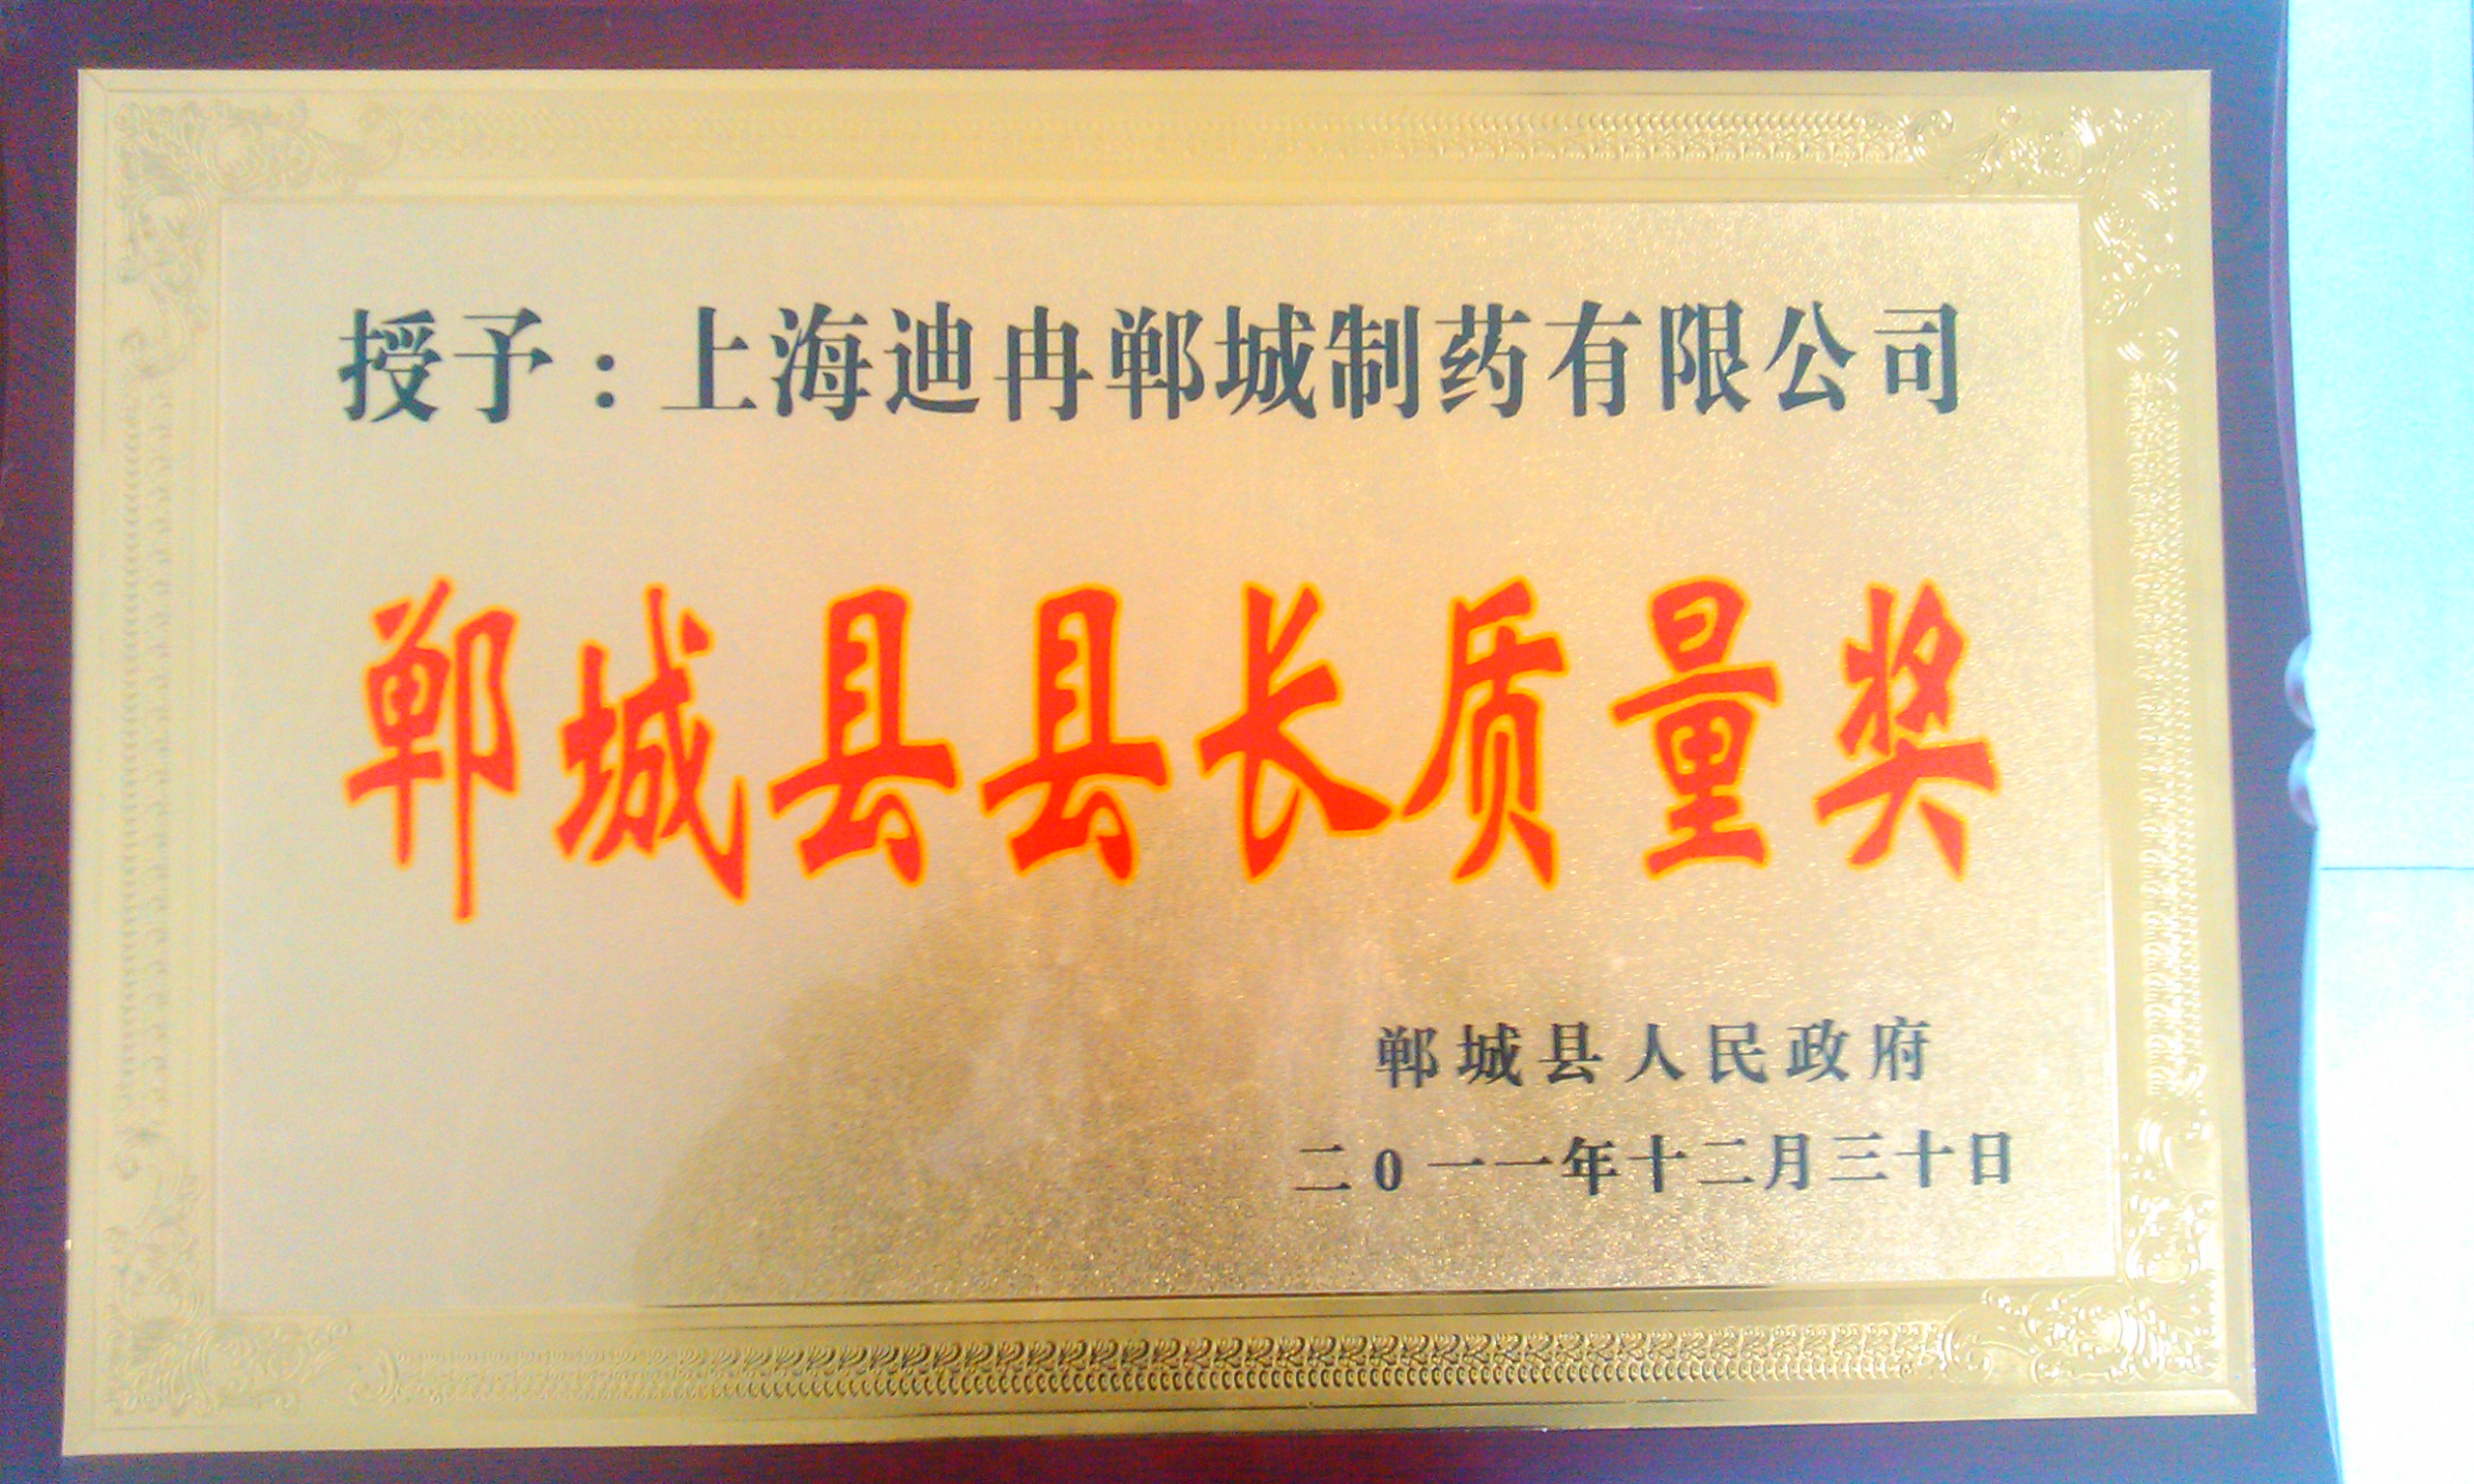 授予:上海迪冉郸城制药有限公司
郸城县县长质量奖
郸城县人民政府
二0一一年十二月三十日